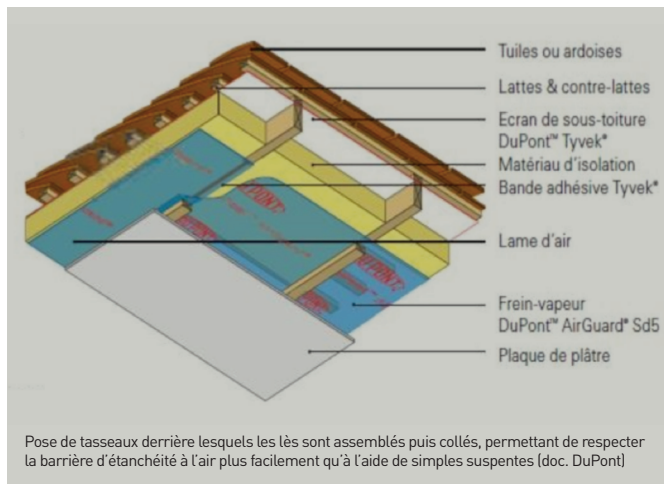 Tuiles ou ardoises
Lattes & contre-lattes
Ecran de sous-toiture
DuPont™ Tyvek®
Matériau d'isolation
Bande adhésive Tyvek®
Lame d'air
Frein-vapeur
DuPont™ AirGuard® Sd5
Plaque de plâtre
Pose de tasseaux derrière lesquels les lès sont assemblés puis collés, permettant de respecter
la barrière d'étanchéité à l'air plus facilement qu'à l'aide de simples suspentes (doc. DuPont)